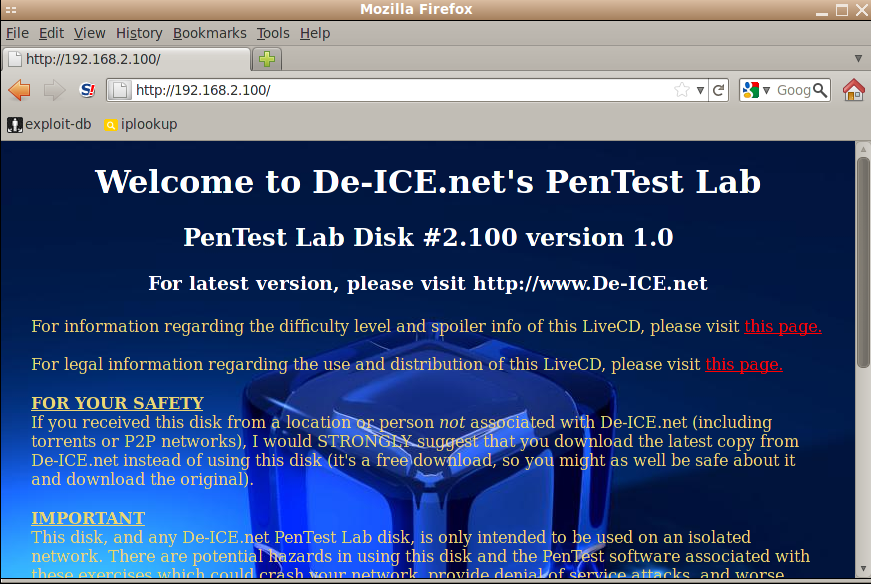 Mozilla Firefox
File Edit View History Bookmarks Tools Help
http://192.168.2.100/
S! http://192.168.2.100/ Goog
exploit-db iplookup
Welcome to De-ICE.net's PenTest Lab
PenTest Lab Disk #2.100 version 1.0
For latest version, please visit http://www.De-ICE.net
For information regarding the difficulty level and spoiler info of this LiveCD, please visit this page.
For legal information regarding the use and distribution of this LiveCD, please visit this page.
FOR YOUR SAFETY
If you received this disk from a location or person not associated with De-ICE.net (including
torrents or P2P networks), I would STRONGLY suggest that you download the latest copy from
De-ICE.net instead of using this disk (it's a free download, so you might as well be safe about it
and download the original).
IMPORTANT
This disk, and any De-ICE.net PenTest Lab disk, is only intended to be used on an isolated
network. There are potential hazards in using this disk and the PenTest software associated with
these exercises which could crash your network, provide denial of service attacks, and worse